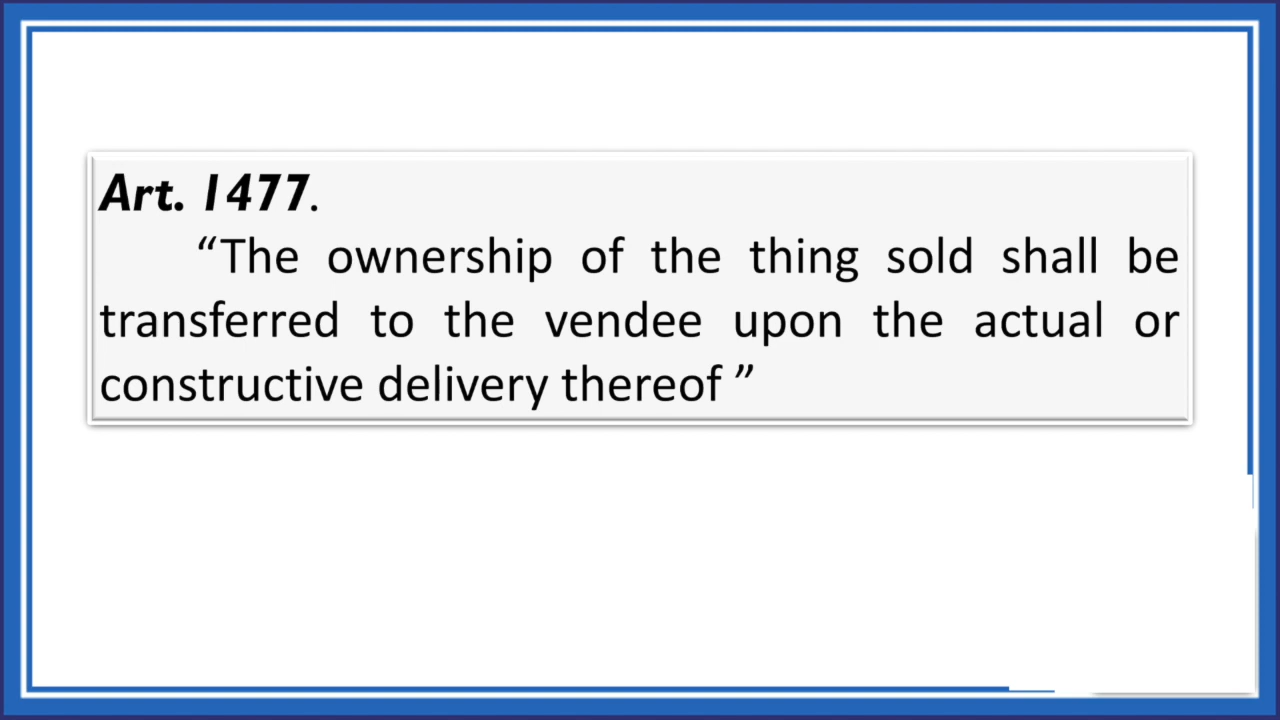 Art. 1477.
“The ownership of the thing sold shall be
transferred to the vendee upon the actual or
constructive delivery thereof ”